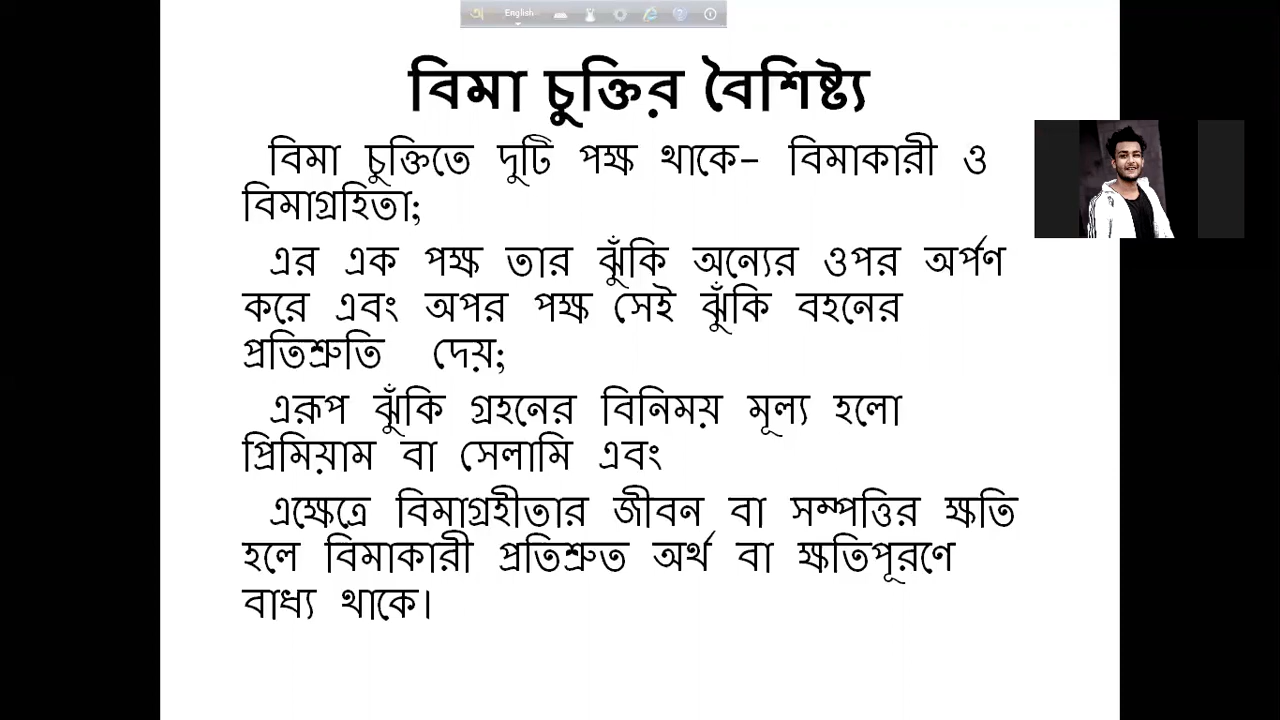 English
বিমা চুক্তির বৈশিষ্ট্য
বিমা চুক্তিতে দুটি পক্ষ থাকে– বিমাকারী ও
বিমাগ্রহিতা;
এর এক পক্ষ তার ঝুঁকি অন্যের ওপর অর্পণ
করে এবং অপর পক্ষ সেই ঝুঁকি বহনের
প্রতিশ্রুতি দেয়;
এরূপ ঝুঁকি গ্রহনের বিনিময় মূল্য হলো
প্রিমিয়াম বা সেলামি এবং
এক্ষেত্রে বিমাগ্রহীতার জীবন বা সম্পত্তির ক্ষতি
হলে বিমাকারী প্রতিশ্রুত অর্থ বা ক্ষতিপূরণে
বাধ্য থাকে।